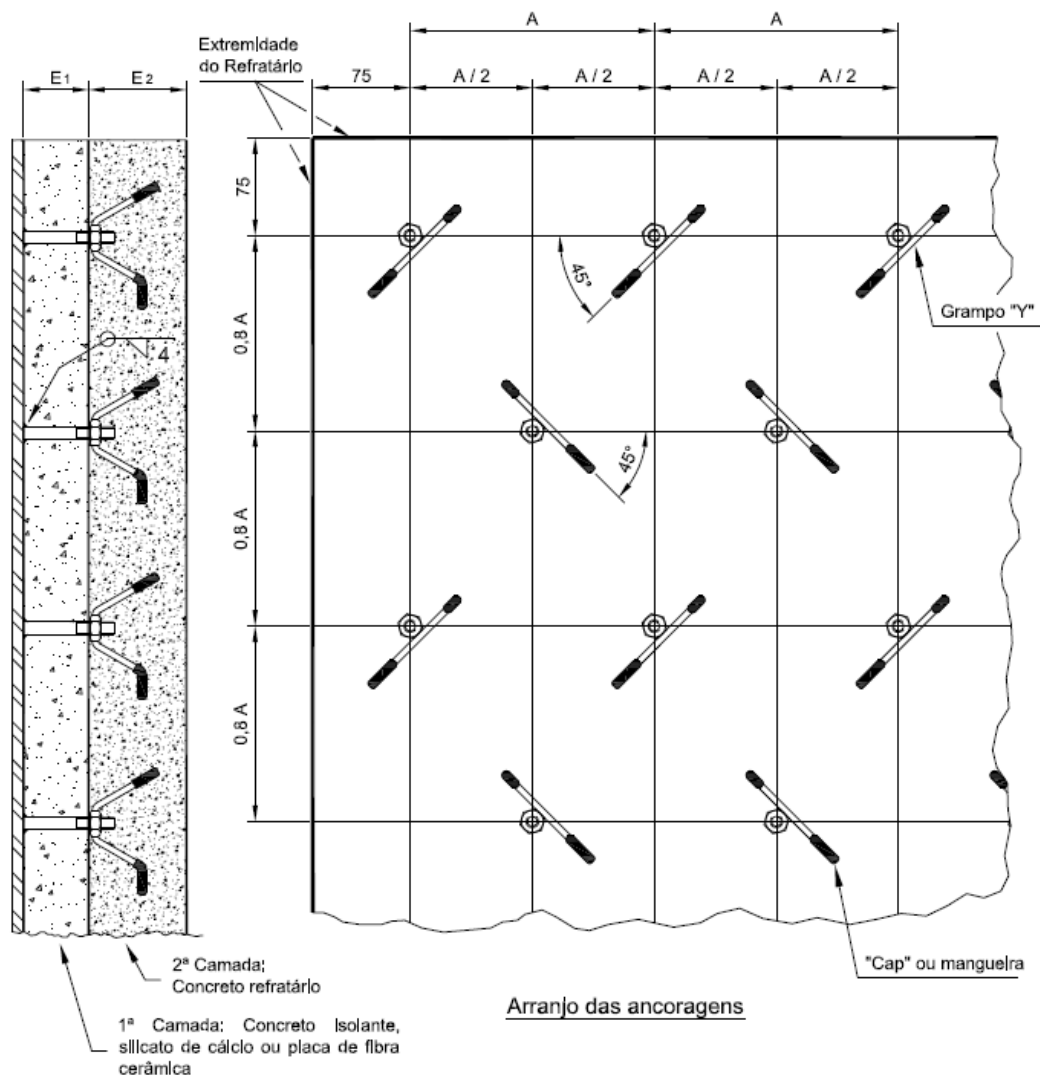 A
A
Extremidade
do Refratário
E1
E2
75
A / 2
A / 2
A / 2
A / 2
75
45°
Grampo "Y"
0,8 A
4
45°
0,8 A
0,8 A
"Cap" ou mangueira
2ª Camada:
Concreto refratário
Arranjo das ancoragens
1ª Camada: Concreto Isolante,
silicato de cálcio ou placa de fibra
cerâmica